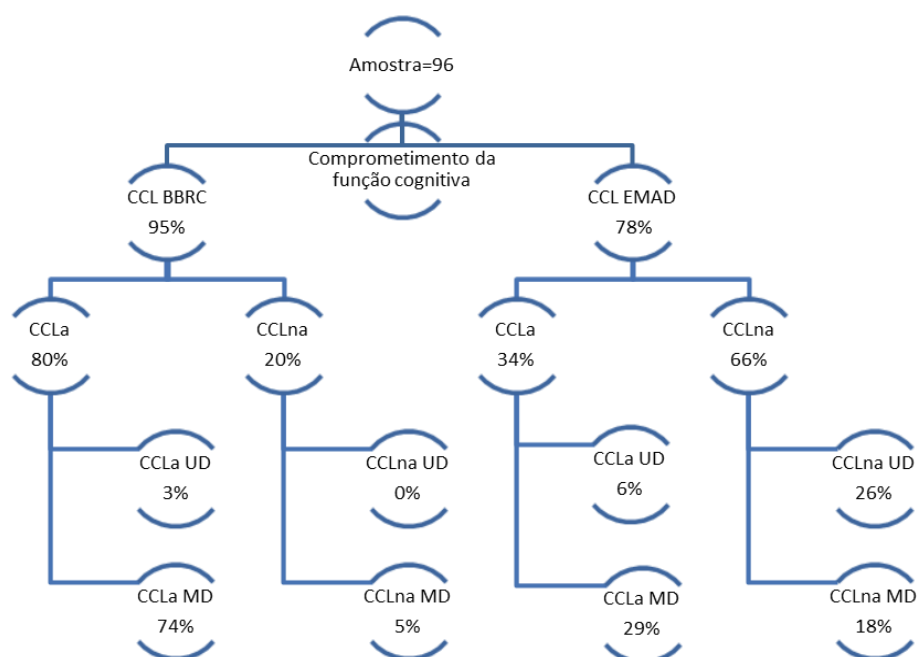 Amostra=96
Comprometimento da
função cognitiva
CCL BBRC
95%
CCL EMAD
78%
CCLa
80%
CCLna
20%
CCLa
34%
CCLna
66%
CCLa UD
3%
CCLna UD
0%
CCLa UD
6%
CCLna UD
26%
CCLa MD
74%
CCLna MD
5%
CCLa MD
29%
CCLna MD
18%